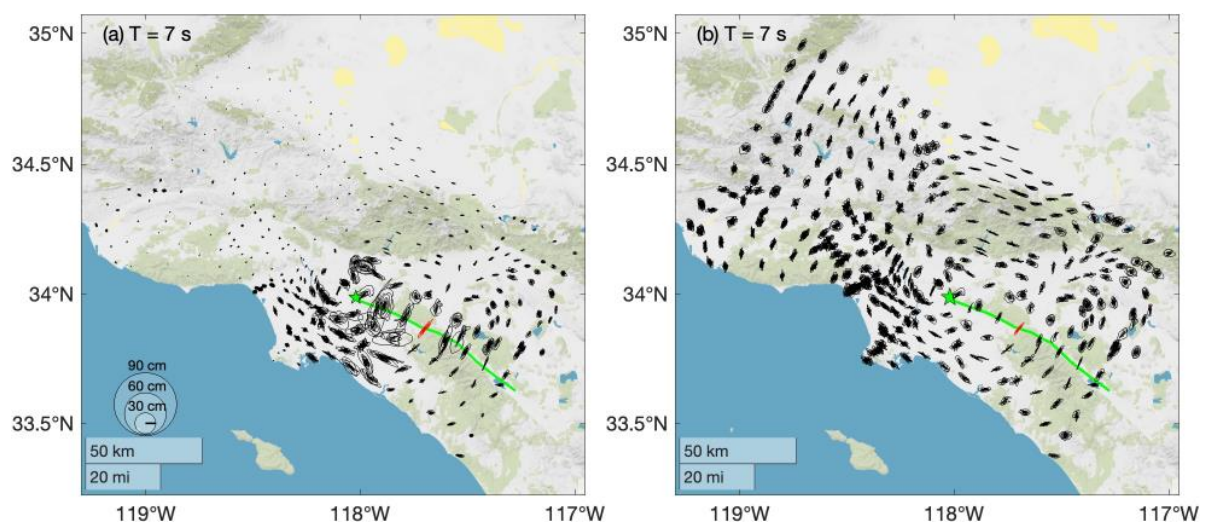 (a) T = 7 s
35°N
34.5°N
34°N
33.5°N
90 cm
60 cm
30 cm
50 km
20 mi
119°W
118°W
117°W
(b) T = 7 s
35°N
34.5°N
34°N
33.5°N
50 km
20 mi
119°W
118°W
117°W